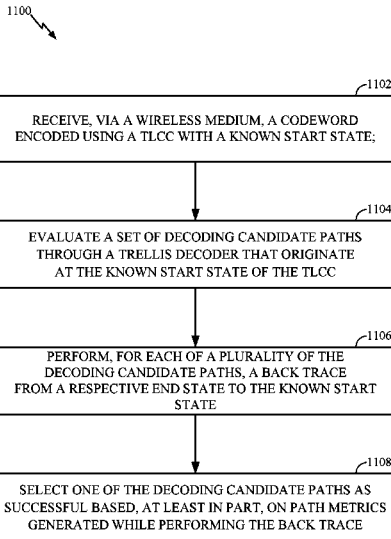 1100
1102
RECEIVE, VIA A WIRELESS MEDIUM, A CODEWORD
ENCODED USING A TLCC WITH A KNOWN START STATE;
1104
EVALUATE A SET OF DECODING CANDIDATE PATHS
THROUGH A TRELLIS DECODER THAT ORIGINATE
AT THE KNOWN START STATE OF THE TLCC
1106
PERFORM, FOR EACH OF A PLURALITY OF THE
DECODING CANDIDATE PATHS, A BACK TRACE
FROM A RESPECTIVE END STATE TO THE KNOWN START
STATE
1108
SELECT ONE OF THE DECODING CANDIDATE PATHS AS
SUCCESSFUL BASED, AT LEAST IN PART, ON PATH METRICS
GENERATED WHILE PERFORMING THE BACK TRACE